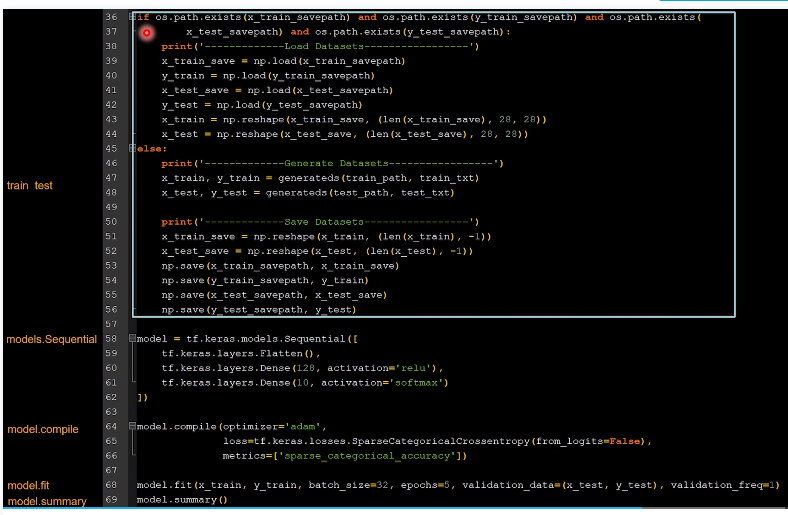 36 if os.path.exists(x_train_savepath) and os.path.exists(y_train_savepath) and os.path.exists(
37         x_test_savepath) and os.path.exists(y_test_savepath):
38     print('-------------Load Datasets-----------------')
39     x_train_save = np.load(x_train_savepath)
40     y_train = np.load(y_train_savepath)
41     x_test_save = np.load(x_test_savepath)
42     y_test = np.load(y_test_savepath)
43     x_train = np.reshape(x_train_save, (len(x_train_save), 28, 28))
44     x_test = np.reshape(x_test_save, (len(x_test_save), 28, 28))
45 else:
46     print('-------------Generate Datasets-----------------')
train test 47     x_train, y_train = generateds(train_path, train_txt)
48     x_test, y_test = generateds(test_path, test_txt)
49
50     print('-------------Save Datasets-----------------')
51     x_train_save = np.reshape(x_train, (len(x_train), -1))
52     x_test_save = np.reshape(x_test, (len(x_test), -1))
53     np.save(x_train_savepath, x_train_save)
54     np.save(y_train_savepath, y_train)
55     np.save(x_test_savepath, x_test_save)
56     np.save(y_test_savepath, y_test)
57
models.Sequential 58 model = tf.keras.models.Sequential([
59     tf.keras.layers.Flatten(),
60     tf.keras.layers.Dense(128, activation='relu'),
61     tf.keras.layers.Dense(10, activation='softmax')
62 ])
63
model.compile 64 model.compile(optimizer='adam',
65               loss=tf.keras.losses.SparseCategoricalCrossentropy(from_logits=False),
66               metrics=['sparse_categorical_accuracy'])
67
model.fit 68 model.fit(x_train, y_train, batch_size=32, epochs=5, validation_data=(x_test, y_test), validation_freq=1)
model.summary 69 model.summary()